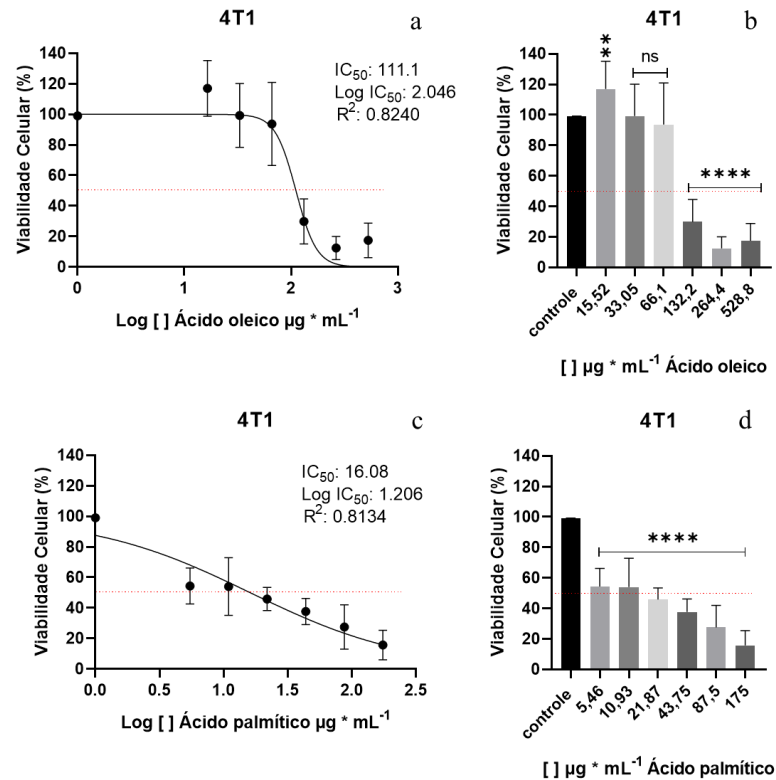 4T1
a
Viabilidade Celular (%)
140
120
100
80
60
40
20
0
IC50: 111.1
Log IC50: 2.046
R2: 0.8240
0
1
2
3
Log [ ] Ácido oleico µg * mL-1
4T1
b
Viabilidade Celular (%)
140
120
100
80
60
40
20
0
**
ns
****
controle
15,52
33,05
66,1
132,2
264,4
528,8
[ ] µg * mL-1 Ácido oleico
4T1
c
Viabilidade Celular (%)
140
120
100
80
60
40
20
0
IC50: 16.08
Log IC50: 1.206
R2: 0.8134
0.0
0.5
1.0
1.5
2.0
2.5
Log [ ] Ácido palmítico µg * mL-1
4T1
d
Viabilidade Celular (%)
140
120
100
80
60
40
20
0
****
controle
5,46
10,93
21,87
43,75
87,5
175
[ ] µg * mL-1 Ácido palmítico